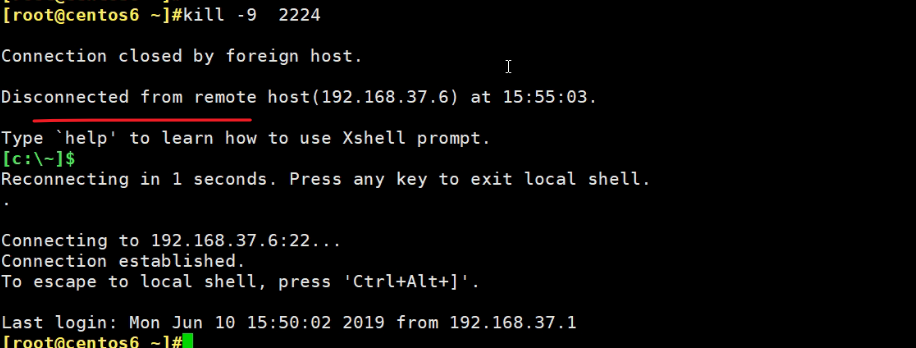 [root@centos6 ~]#kill -9  2224
Connection closed by foreign host.
Disconnected from remote host(192.168.37.6) at 15:55:03.
Type `help' to learn how to use Xshell prompt.
[c:\~]$
Reconnecting in 1 seconds. Press any key to exit local shell.
.
Connecting to 192.168.37.6:22...
Connection established.
To escape to local shell, press 'Ctrl+Alt+]'.
Last login: Mon Jun 10 15:50:02 2019 from 192.168.37.1
[root@centos6 ~]#